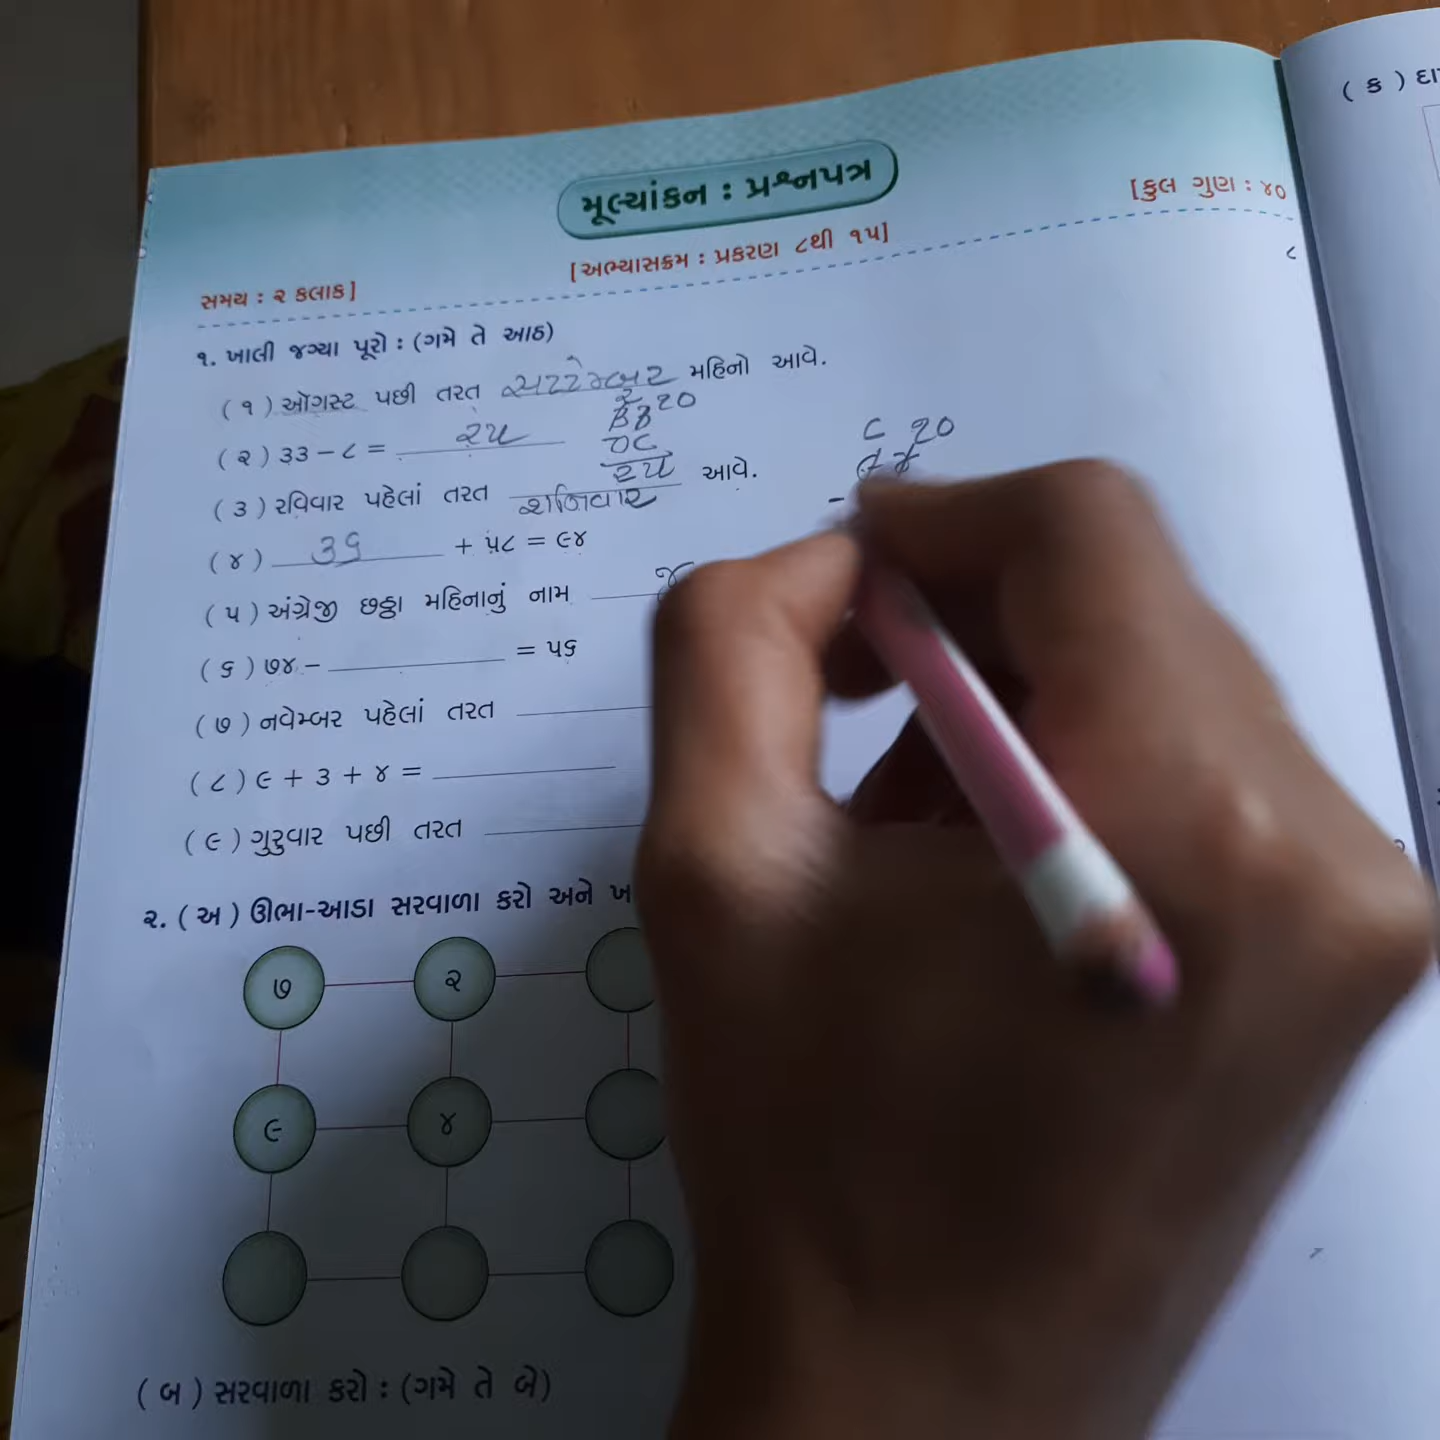 મૂલ્યાંકન : પ્રશ્નપત્ર
[કુલ ગુણ : ૪૦
[અભ્યાસક્રમ : પ્રકરણ ૮થી ૧૫]
સમય : ૨ કલાક]
૮
૧. ખાલી જગ્યા પૂરો : (ગમે તે આઠ)
(૧) ઑગસ્ટ પછી તરત સપ્ટેમ્બર મહિનો આવે.
(૨) ૩૩ – ૮ = ૨૫
(૩) રવિવાર પહેલાં તરત શનિવાર આવે.
(૪) ૩૬ + ૫૮ = ૯૪
(૫) અંગ્રેજી છઠ્ઠા મહિનાનું નામ
(૬) ૭૪ – = ૫૬
(૭) નવેમ્બર પહેલાં તરત
(૮) ૯ + ૩ + ૪ =
(૯) ગુરુવાર પછી તરત
૨. (અ) ઊભા-આડા સરવાળા કરો અને
૭ ૨
૯ ૪
(બ) સરવાળા કરો : (ગમે તે બે)
(ક)